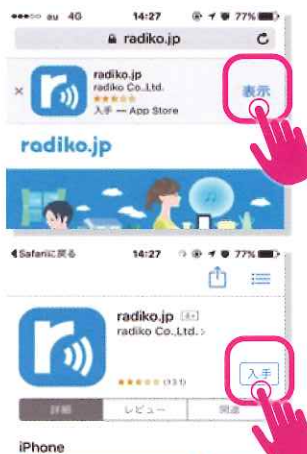 au 4G 14:27 77%
radiko.jp
radiko.jp
radiko Co.,Ltd.
入手 — App Store
表示
radiko.jp
Safariに戻る 14:27 77%
radiko.jp 4+
radiko Co.,Ltd. >
入手
詳細 レビュー 関連
iPhone